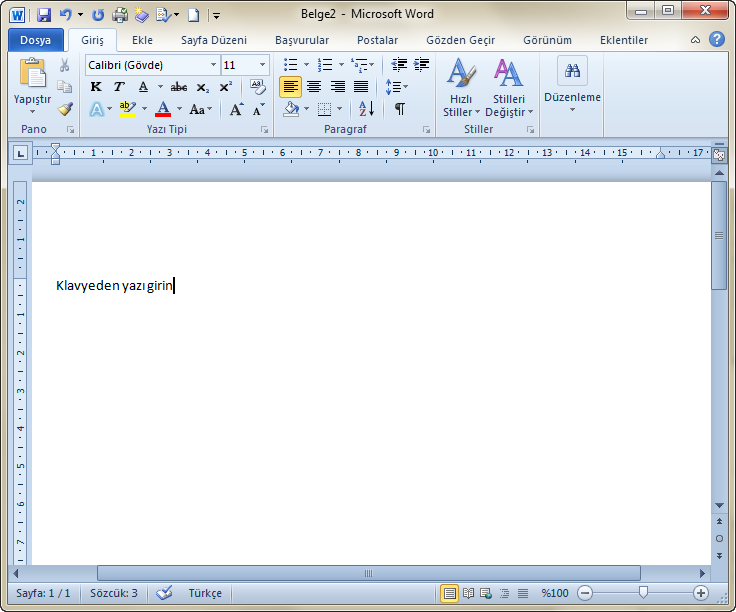 Belge2 - Microsoft Word
Dosya Giriş Ekle Sayfa Düzeni Başvurular Postalar Gözden Geçir Görünüm Eklentiler
Yapıştır
Pano
Calibri (Gövde) 11
K T A abc x₂ x²
A ab A Aa A A
Yazı Tipi
Paragraf
Hızlı Stiller
Stilleri Değiştir
Stiller
Düzenleme
1 2 3 4 5 6 7 8 9 10 11 12 13 14 15 17
2
1
1
2
3
4
5
6
7
Klavyeden yazı girin
Sayfa: 1 / 1 Sözcük: 3 Türkçe %100